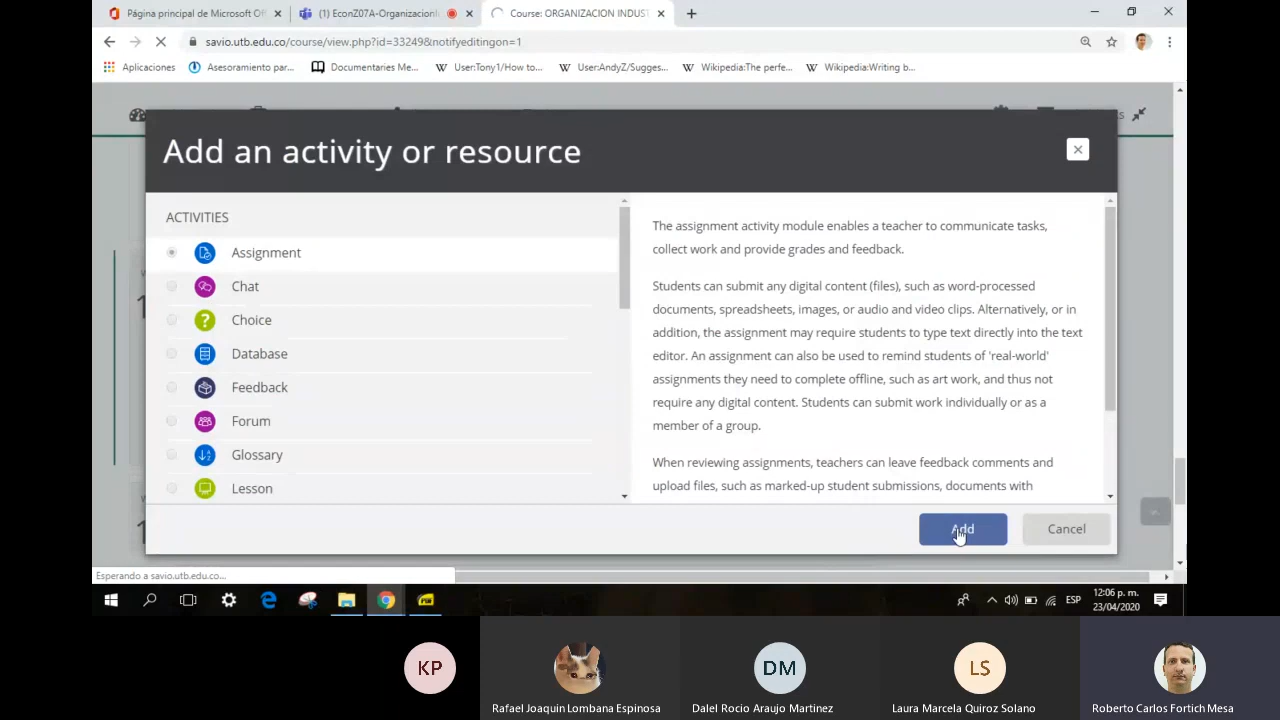 Página principal de Microsoft Of
(1) EconZ07A-Organizacion
Course: ORGANIZACION INDUST
savio.utb.edu.co/course/view.php?id=33249&notifyeditingon=1
Aplicaciones
Asesoramiento par...
Documentaries Me...
User:Tony1/How to...
User:AndyZ/Sugges...
Wikipedia:The perfe...
Wikipedia:Writing b...
Add an activity or resource
ACTIVITIES
Assignment
Chat
Choice
Database
Feedback
Forum
Glossary
Lesson
The assignment activity module enables a teacher to communicate tasks,
collect work and provide grades and feedback.
Students can submit any digital content (files), such as word-processed
documents, spreadsheets, images, or audio and video clips. Alternatively, or in
addition, the assignment may require students to type text directly into the text
editor. An assignment can also be used to remind students of 'real-world'
assignments they need to complete offline, such as art work, and thus not
require any digital content. Students can submit work individually or as a
member of a group.
When reviewing assignments, teachers can leave feedback comments and
upload files, such as marked-up student submissions, documents with
Add
Cancel
Esperando a savio.utb.edu.co...
ESP
12:06 p. m.
23/04/2020
KP
DM
LS
Rafael Joaquin Lombana Espinosa
Dalel Rocio Araujo Martinez
Laura Marcela Quiroz Solano
Roberto Carlos Fortich Mesa